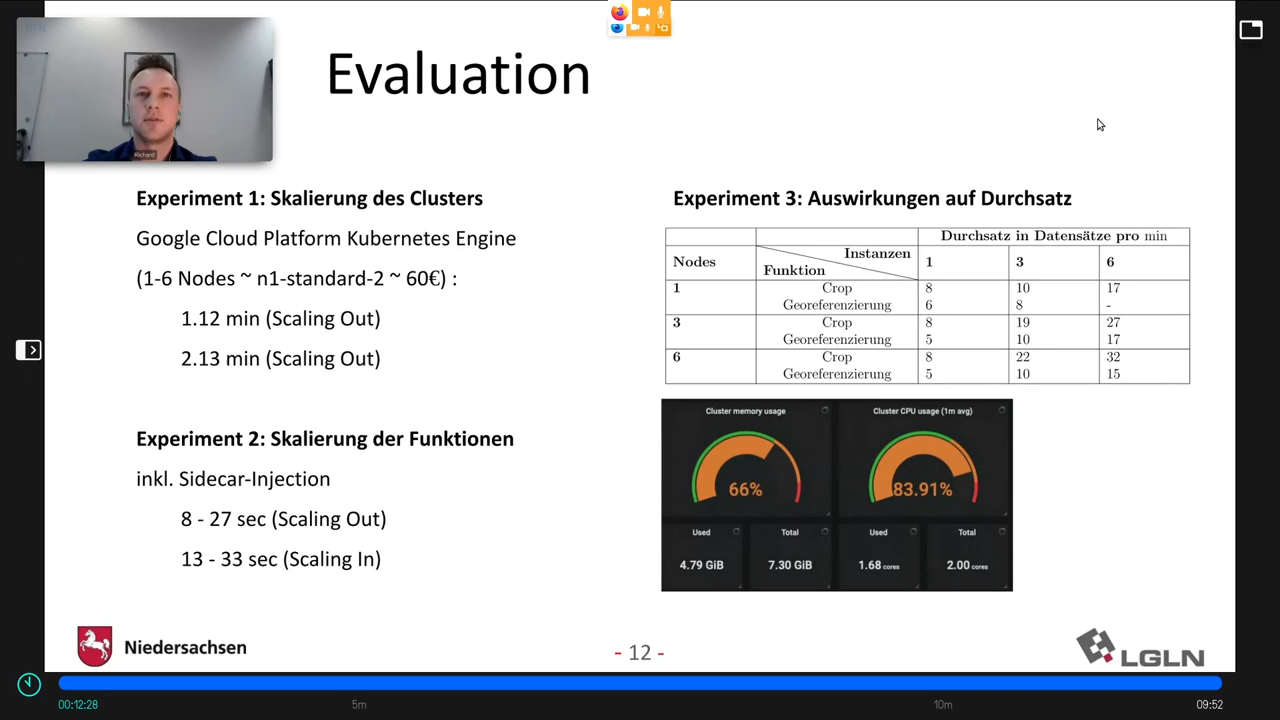 Evaluation
Richard
Experiment 1: Skalierung des Clusters
Google Cloud Platform Kubernetes Engine
(1-6 Nodes ~ n1-standard-2 ~ 60€) :
1.12 min (Scaling Out)
2.13 min (Scaling Out)
Experiment 2: Skalierung der Funktionen
inkl. Sidecar-Injection
8 - 27 sec (Scaling Out)
13 - 33 sec (Scaling In)
Experiment 3: Auswirkungen auf Durchsatz
Durchsatz in Datensätze pro min
Nodes Instanzen Funktion 1 3 6
1 Crop 8 10 17
Georeferenzierung 6 8 -
3 Crop 8 19 27
Georeferenzierung 5 10 17
6 Crop 8 22 32
Georeferenzierung 5 10 15
Cluster memory usage Cluster CPU usage (1m avg)
66% 83.91%
Used Total Used Total
4.79 GiB 7.30 GiB 1.68 cores 2.00 cores
Niedersachsen
- 12 -
LGLN
00:12:28 5m 10m 09:52